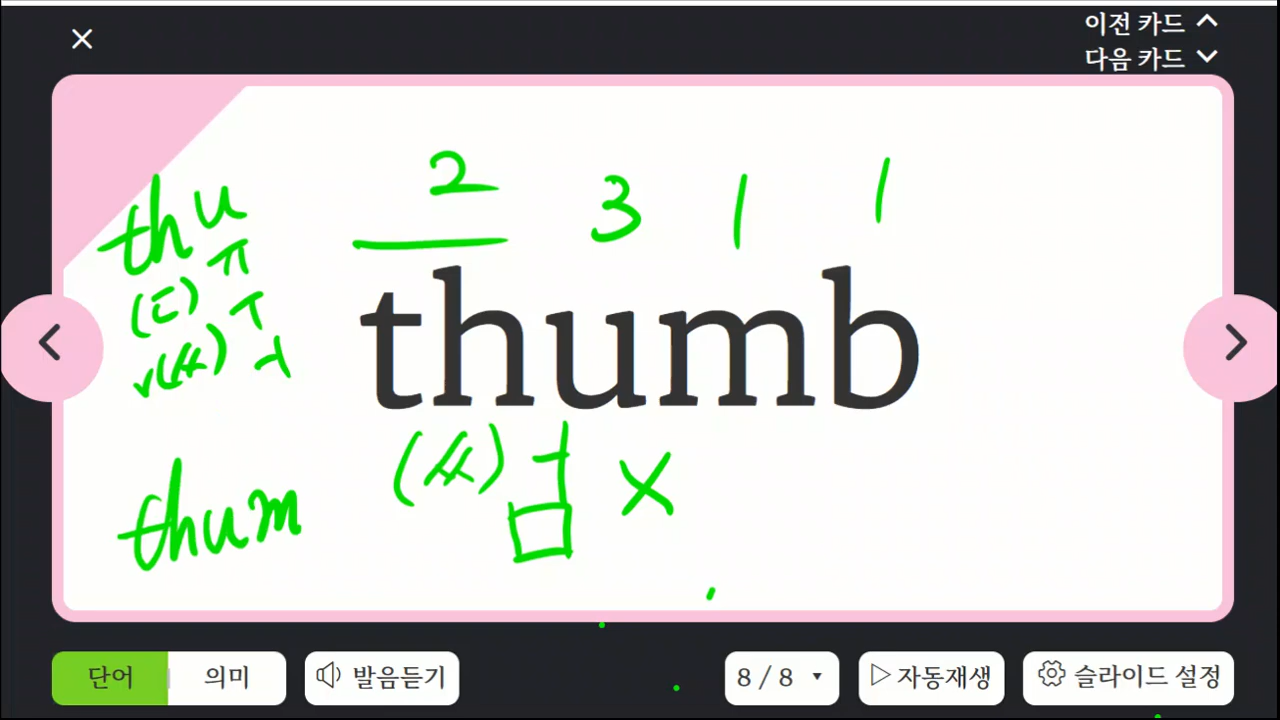 이전 카드
다음 카드
2 3 1 1
thu
ㅠ
(ㄷ) ㅜ
(ㅆ) ㅓ
thumb
(ㅆ) ㅓ X
ㅁ
thum
단어 의미 발음듣기 8 / 8 자동재생 슬라이드 설정